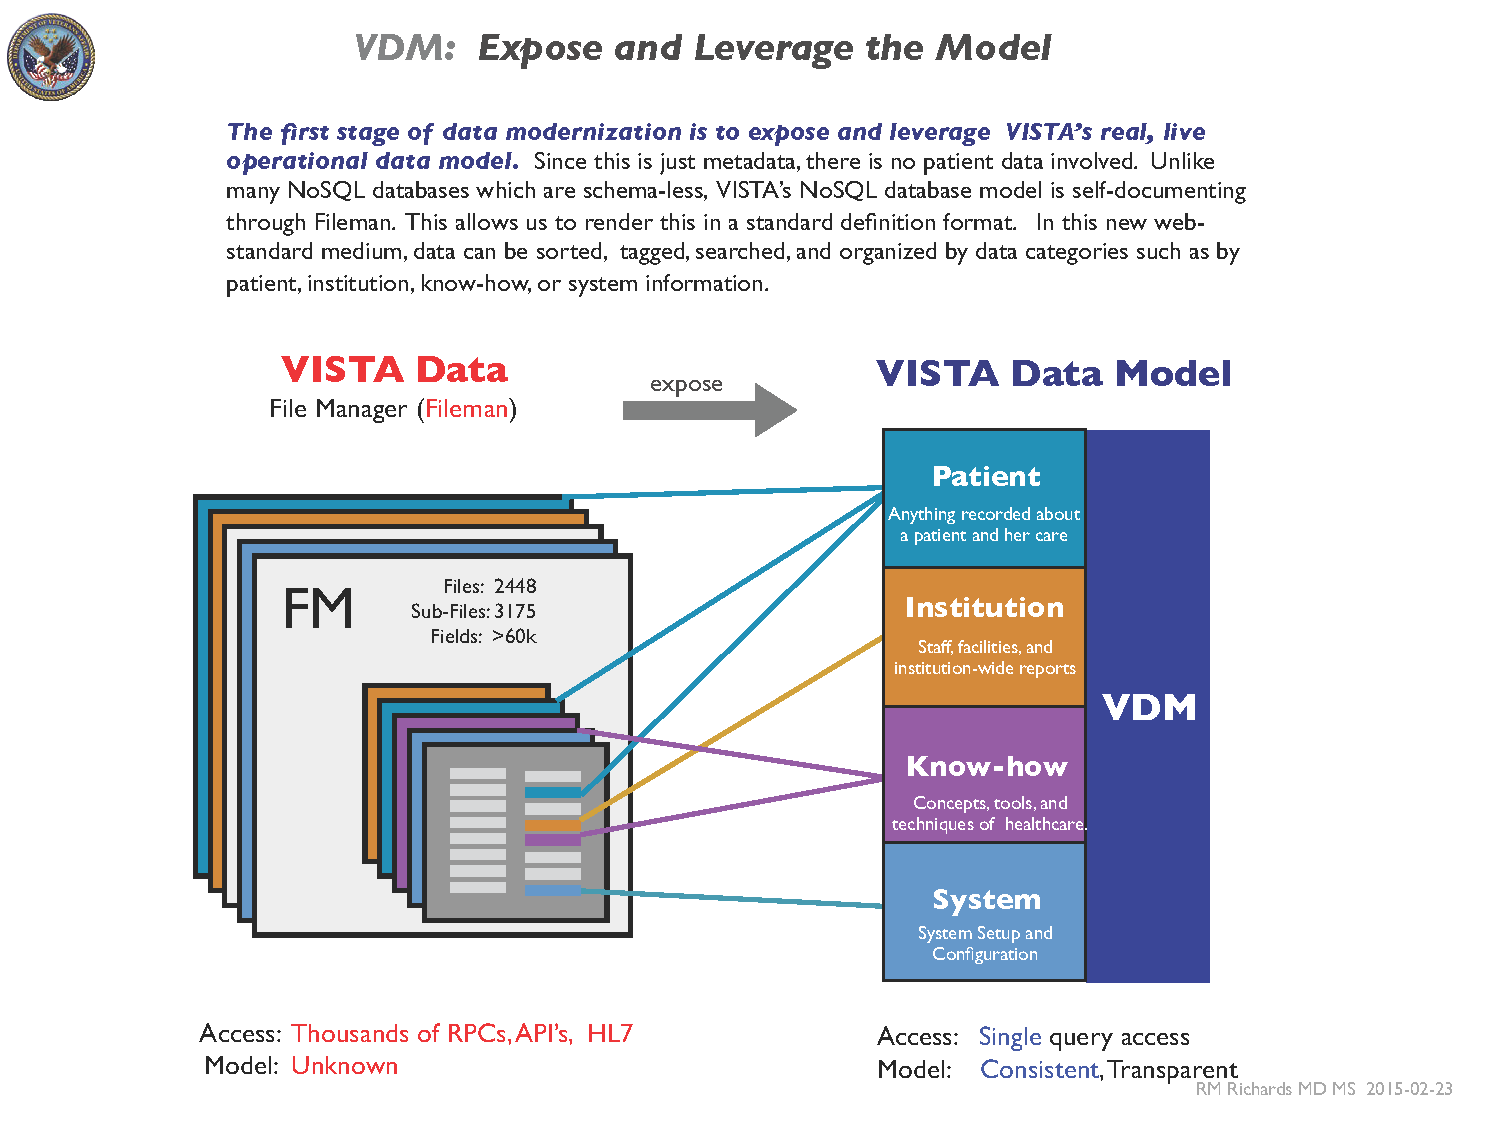 VDM: Expose and Leverage the Model
The first stage of data modernization is to expose and leverage VISTA's real, live
operational data model. Since this is just metadata, there is no patient data involved. Unlike
many NoSQL databases which are schema-less, VISTA's NoSQL database model is self-documenting
through Fileman. This allows us to render this in a standard definition format. In this new web-
standard medium, data can be sorted, tagged, searched, and organized by data categories such as by
patient, institution, know-how, or system information.
VISTA Data
File Manager (Fileman)
expose
VISTA Data Model
FM
Files: 2448
Sub-Files: 3175
Fields: >60k
Patient
Anything recorded about
a patient and her care
Institution
Staff, facilities, and
institution-wide reports
Know-how
Concepts, tools, and
techniques of healthcare.
System
System Setup and
Configuration
VDM
Access: Thousands of RPCs, API's, HL7
Model: Unknown
Access: Single query access
Model: Consistent, Transparent
RM Richards MD MS 2015-02-23